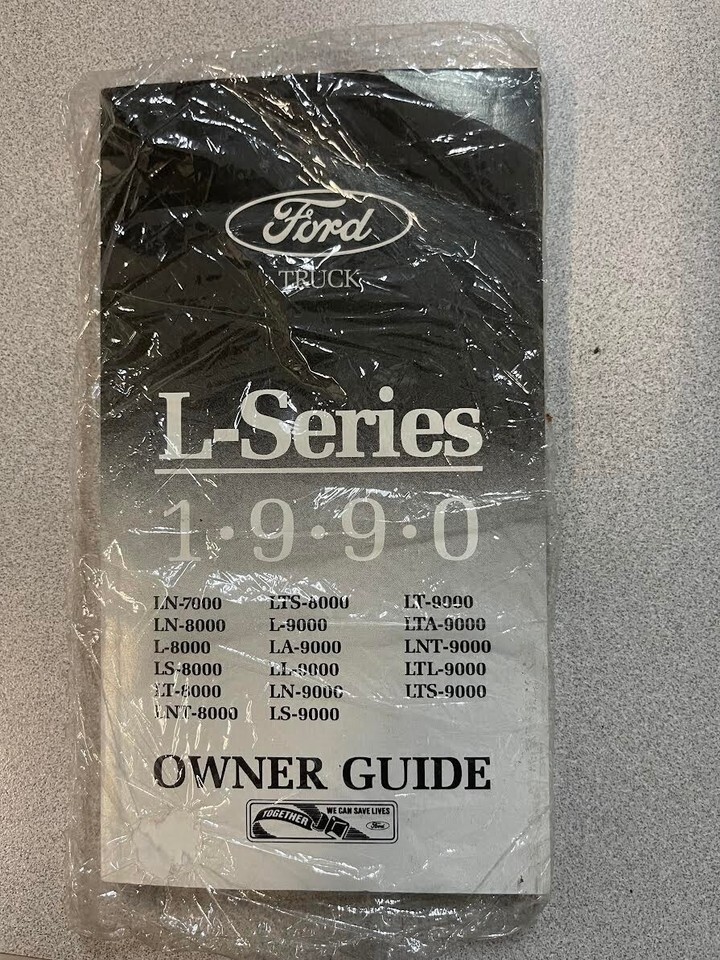 Ford
TRUCK
L-Series
1·9·9·0
LN-7000 LTS-8000 LT-9000
LN-8000 L-9000 LTA-9000
L-8000 LA-9000 LNT-9000
LS-8000 LL-9000 LTL-9000
LT-8000 LN-9000 LTS-9000
LNT-8000 LS-9000
OWNER GUIDE
TOGETHER WE CAN SAVE LIVES
Ford